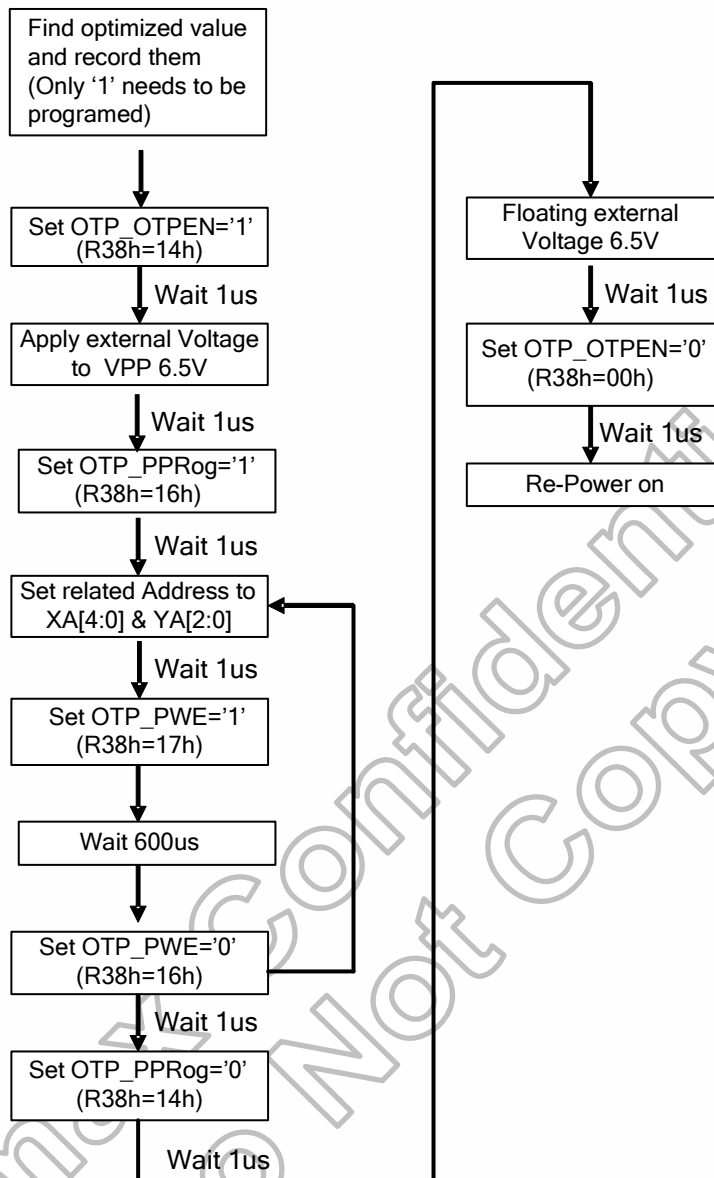 Find optimized value
and record them
(Only ‘1’ needs to be
programed)
Set OTP_OTPEN=’1’
(R38h=14h)
Wait 1us
Apply external Voltage
to VPP 6.5V
Wait 1us
Set OTP_PPRog=’1’
(R38h=16h)
Wait 1us
Set related Address to
XA[4:0] & YA[2:0]
Wait 1us
Set OTP_PWE=’1’
(R38h=17h)
Wait 600us
Set OTP_PWE=’0’
(R38h=16h)
Wait 1us
Set OTP_PPRog=’0’
(R38h=14h)
Wait 1us
Floating external
Voltage 6.5V
Wait 1us
Set OTP_OTPEN=’0’
(R38h=00h)
Wait 1us
Re-Power on